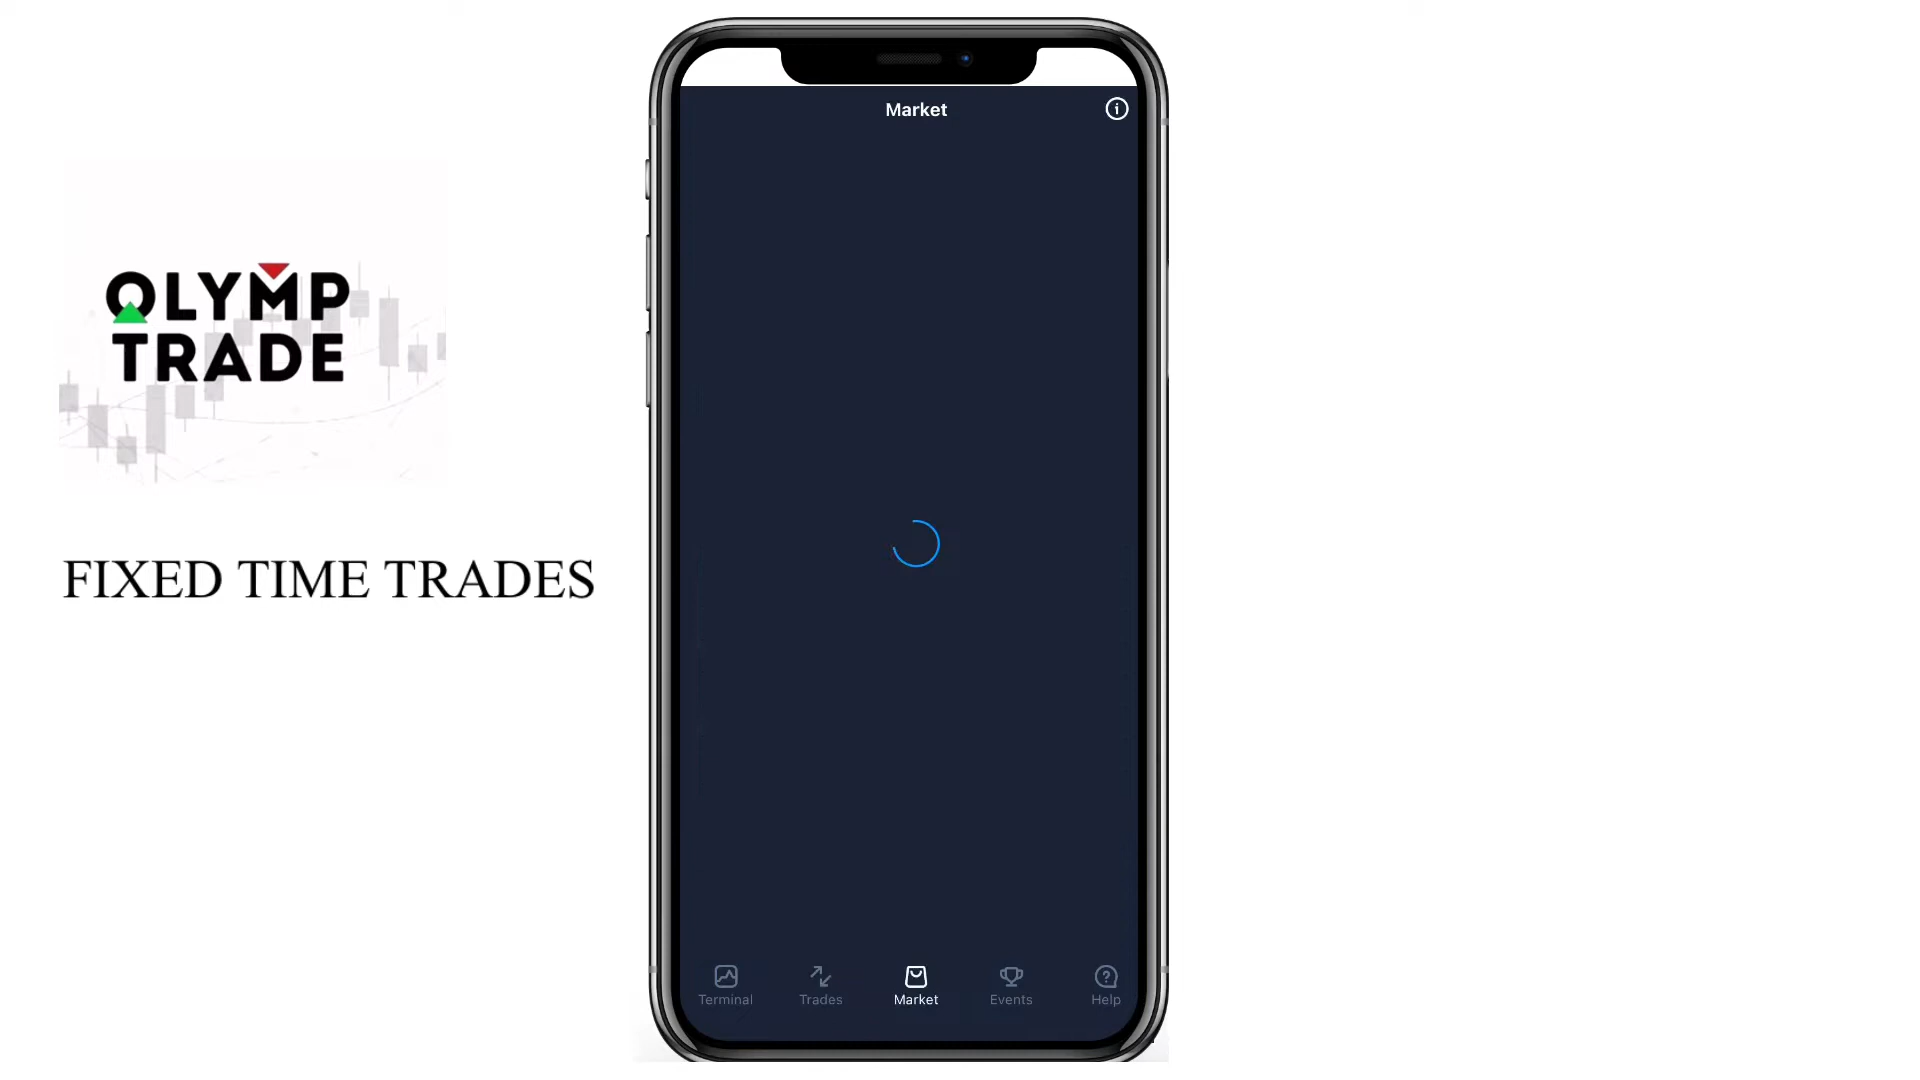 OLYMP
TRADE
FIXED TIME TRADES
Market
Terminal
Trades
Market
Events
Help